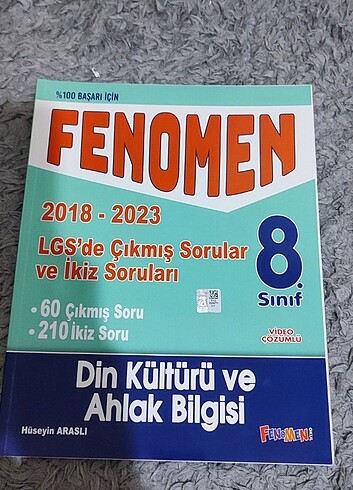 %100 BAŞARI İÇİN
FENOMEN
2018 - 2023
LGS'de Çıkmış Sorular
ve İkiz Soruları
8.
Sınıf
• 60 Çıkmış Soru
• 210 İkiz Soru
VİDEO
ÇÖZÜMLÜ
Din Kültürü ve
Ahlak Bilgisi
Hüseyin ARASLI
FENOMEN